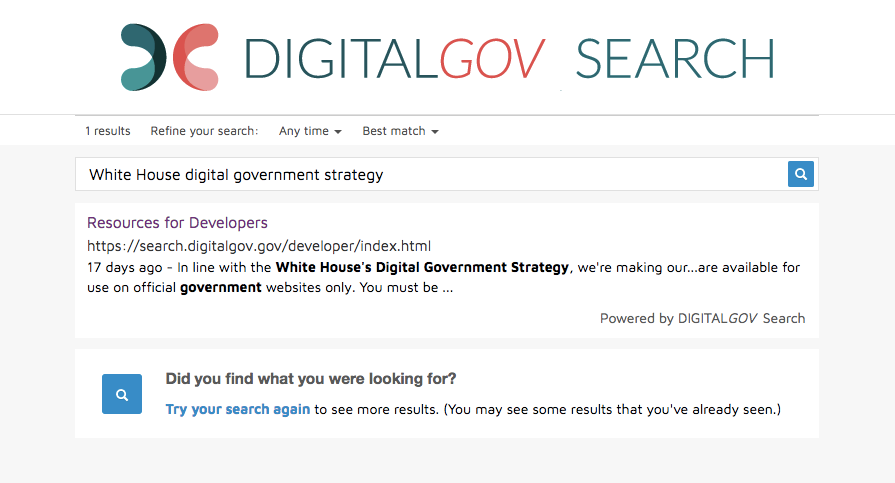 DIGITALGOV SEARCH
1 results Refine your search: Any time Best match
White House digital government strategy
Resources for Developers
https://search.digitalgov.gov/developer/index.html
17 days ago - In line with the White House's Digital Government Strategy, we're making our...are available for
use on official government websites only. You must be ...
Powered by DIGITALGOV Search
Did you find what you were looking for?
Try your search again to see more results. (You may see some results that you've already seen.)